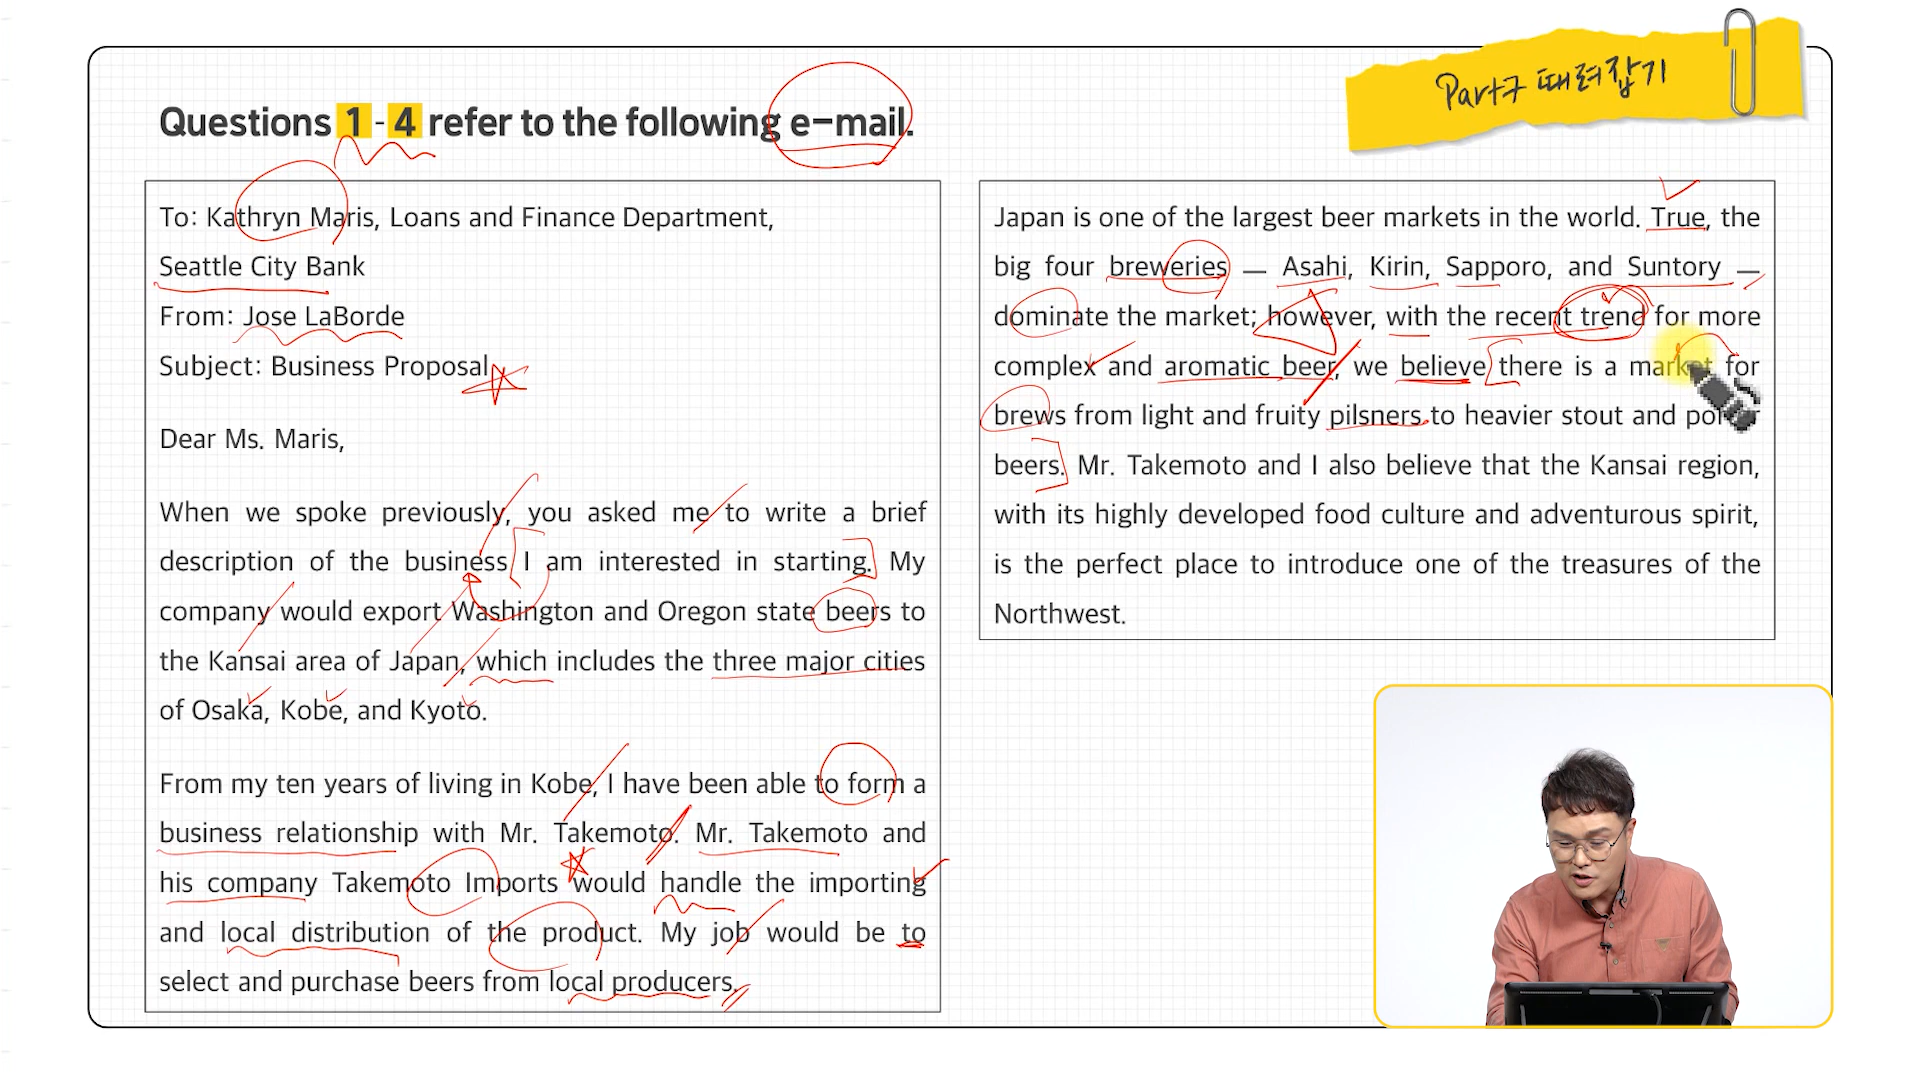 Part7 때려잡기
Questions 1 - 4 refer to the following e-mail.
To: Kathryn Maris, Loans and Finance Department,
Seattle City Bank
From: Jose LaBorde
Subject: Business Proposal
Dear Ms. Maris,
When we spoke previously, you asked me to write a brief
description of the business I am interested in starting. My
company would export Washington and Oregon state beers to
the Kansai area of Japan, which includes the three major cities
of Osaka, Kobe, and Kyoto.
From my ten years of living in Kobe, I have been able to form a
business relationship with Mr. Takemoto. Mr. Takemoto and
his company Takemoto Imports would handle the importing
and local distribution of the product. My job would be to
select and purchase beers from local producers.
Japan is one of the largest beer markets in the world. True, the
big four breweries — Asahi, Kirin, Sapporo, and Suntory —
dominate the market; however, with the recent trend for more
complex and aromatic beer, we believe there is a market for
brews from light and fruity pilsners to heavier stout and
beers. Mr. Takemoto and I also believe that the Kansai region,
with its highly developed food culture and adventurous spirit,
is the perfect place to introduce one of the treasures of the
Northwest.